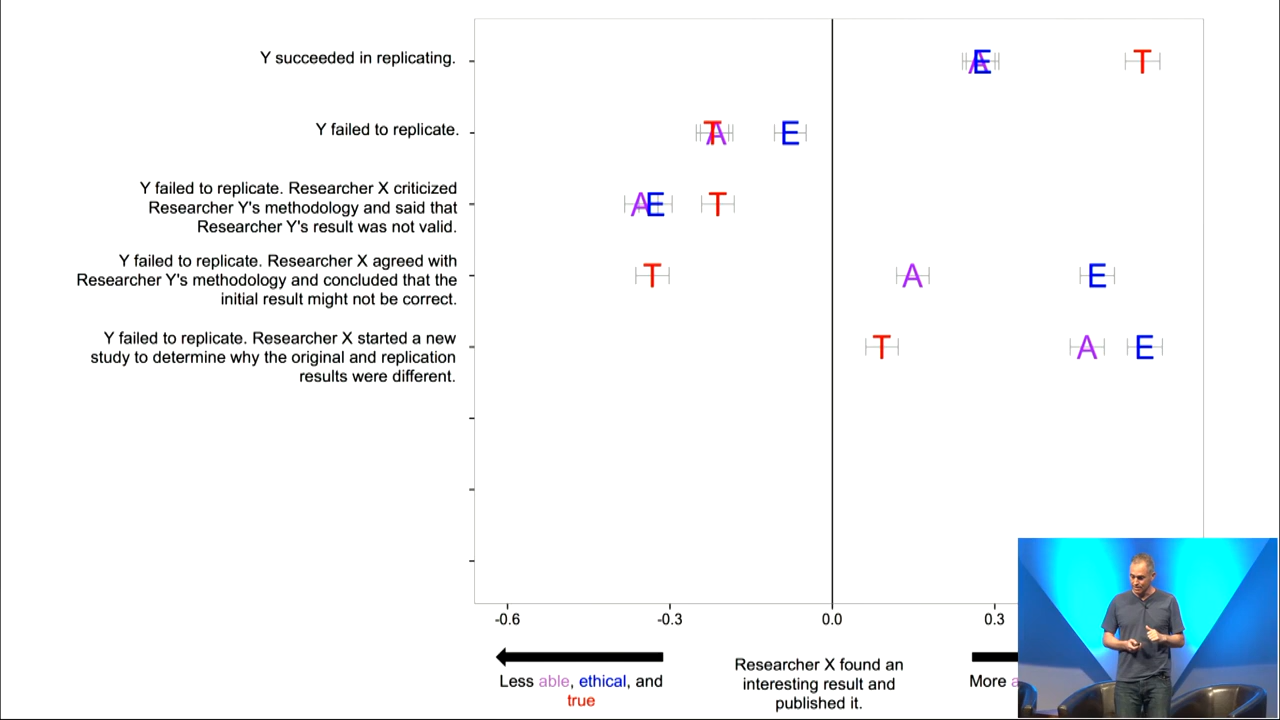 Y succeeded in replicating.
A E T
Y failed to replicate.
T A E
Y failed to replicate. Researcher X criticized
Researcher Y's methodology and said that
Researcher Y's result was not valid.
A E T
Y failed to replicate. Researcher X agreed with
Researcher Y's methodology and concluded that the
initial result might not be correct.
T A E
Y failed to replicate. Researcher X started a new
study to determine why the original and replication
results were different.
T A E
-0.6 -0.3 0.0 0.3
Less able, ethical, and
true
Researcher X found an
interesting result and
published it.
More a